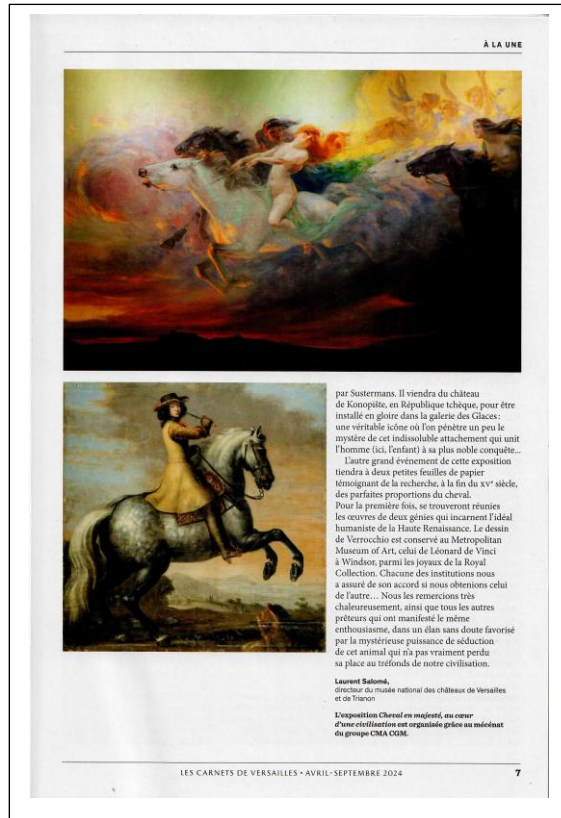 À LA UNE
par Sustermans. Il viendra du château
de Konopište, en République tchèque, pour être
installé en gloire dans la galerie des Glaces :
une véritable icône où l'on pénètre un peu le
mystère de cet indissoluble attachement qui unit
l'homme (ici, l'enfant) à sa plus noble conquête...
L'autre grand événement de cette exposition
tiendra à deux petites feuilles de papier
témoignant de la recherche, à la fin du XVe siècle,
des parfaites proportions du cheval.
Pour la première fois, se trouveront réunies
les œuvres de deux génies qui incarnent l'idéal
humaniste de la Haute Renaissance. Le dessin
de Verrocchio est conservé au Metropolitan
Museum of Art, celui de Léonard de Vinci
à Windsor, parmi les joyaux de la Royal
Collection. Chacune des institutions nous
a assuré de son accord si nous obtenions celui
de l'autre... Nous les remercions très
chaleureusement, ainsi que tous les autres
prêteurs qui ont manifesté le même
enthousiasme, dans un élan sans doute favorisé
par la mystérieuse puissance de séduction
de cet animal qui n'a pas vraiment perdu
sa place au tréfonds de notre civilisation.
Laurent Salomé,
directeur du musée national des châteaux de Versailles
et de Trianon
L'exposition Cheval en majesté, au cœur
d'une civilisation est organisée grâce au mécénat
du groupe CMA CGM.
LES CARNETS DE VERSAILLES • AVRIL-SEPTEMBRE 2024
7